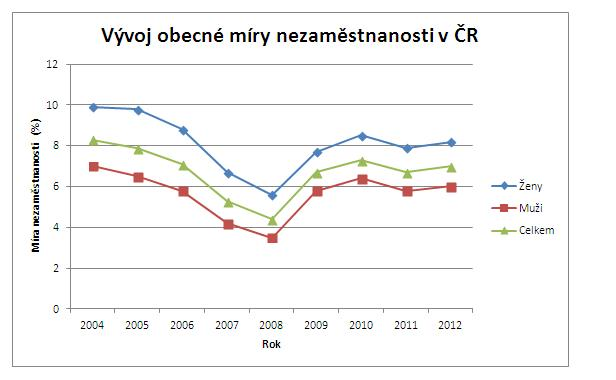 Vývoj obecné míry nezaměstnanosti v ČR
12
10
8
6
4
2
0
Míra nezaměstnanosti (%)
2004 2005 2006 2007 2008 2009 2010 2011 2012
Rok
Ženy
Muži
Celkem